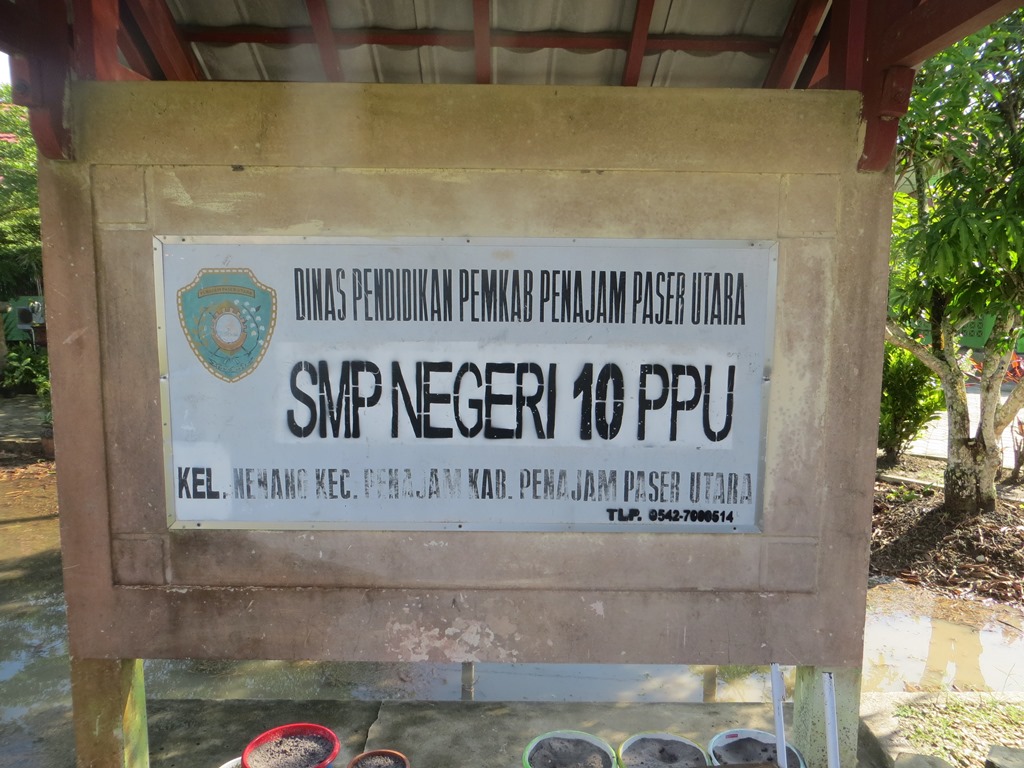 DINAS PENDIDIKAN PEMKAB PENAJAM PASER UTARA
SMP NEGERI 10 PPU
KEL. NENANG KEC. PENAJAM KAB. PENAJAM PASER UTARA
TLP. 0542-7000514